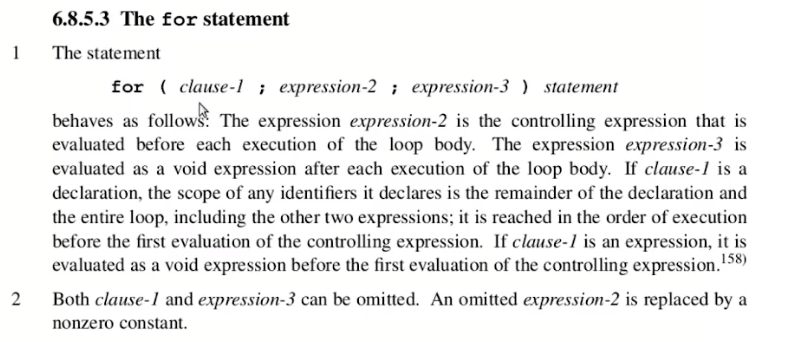 6.8.5.3 The for statement
1 The statement
for ( clause-1 ; expression-2 ; expression-3 ) statement
behaves as follows: The expression expression-2 is the controlling expression that is
evaluated before each execution of the loop body. The expression expression-3 is
evaluated as a void expression after each execution of the loop body. If clause-1 is a
declaration, the scope of any identifiers it declares is the remainder of the declaration and
the entire loop, including the other two expressions; it is reached in the order of execution
before the first evaluation of the controlling expression. If clause-1 is an expression, it is
evaluated as a void expression before the first evaluation of the controlling expression.158)
2 Both clause-1 and expression-3 can be omitted. An omitted expression-2 is replaced by a
nonzero constant.